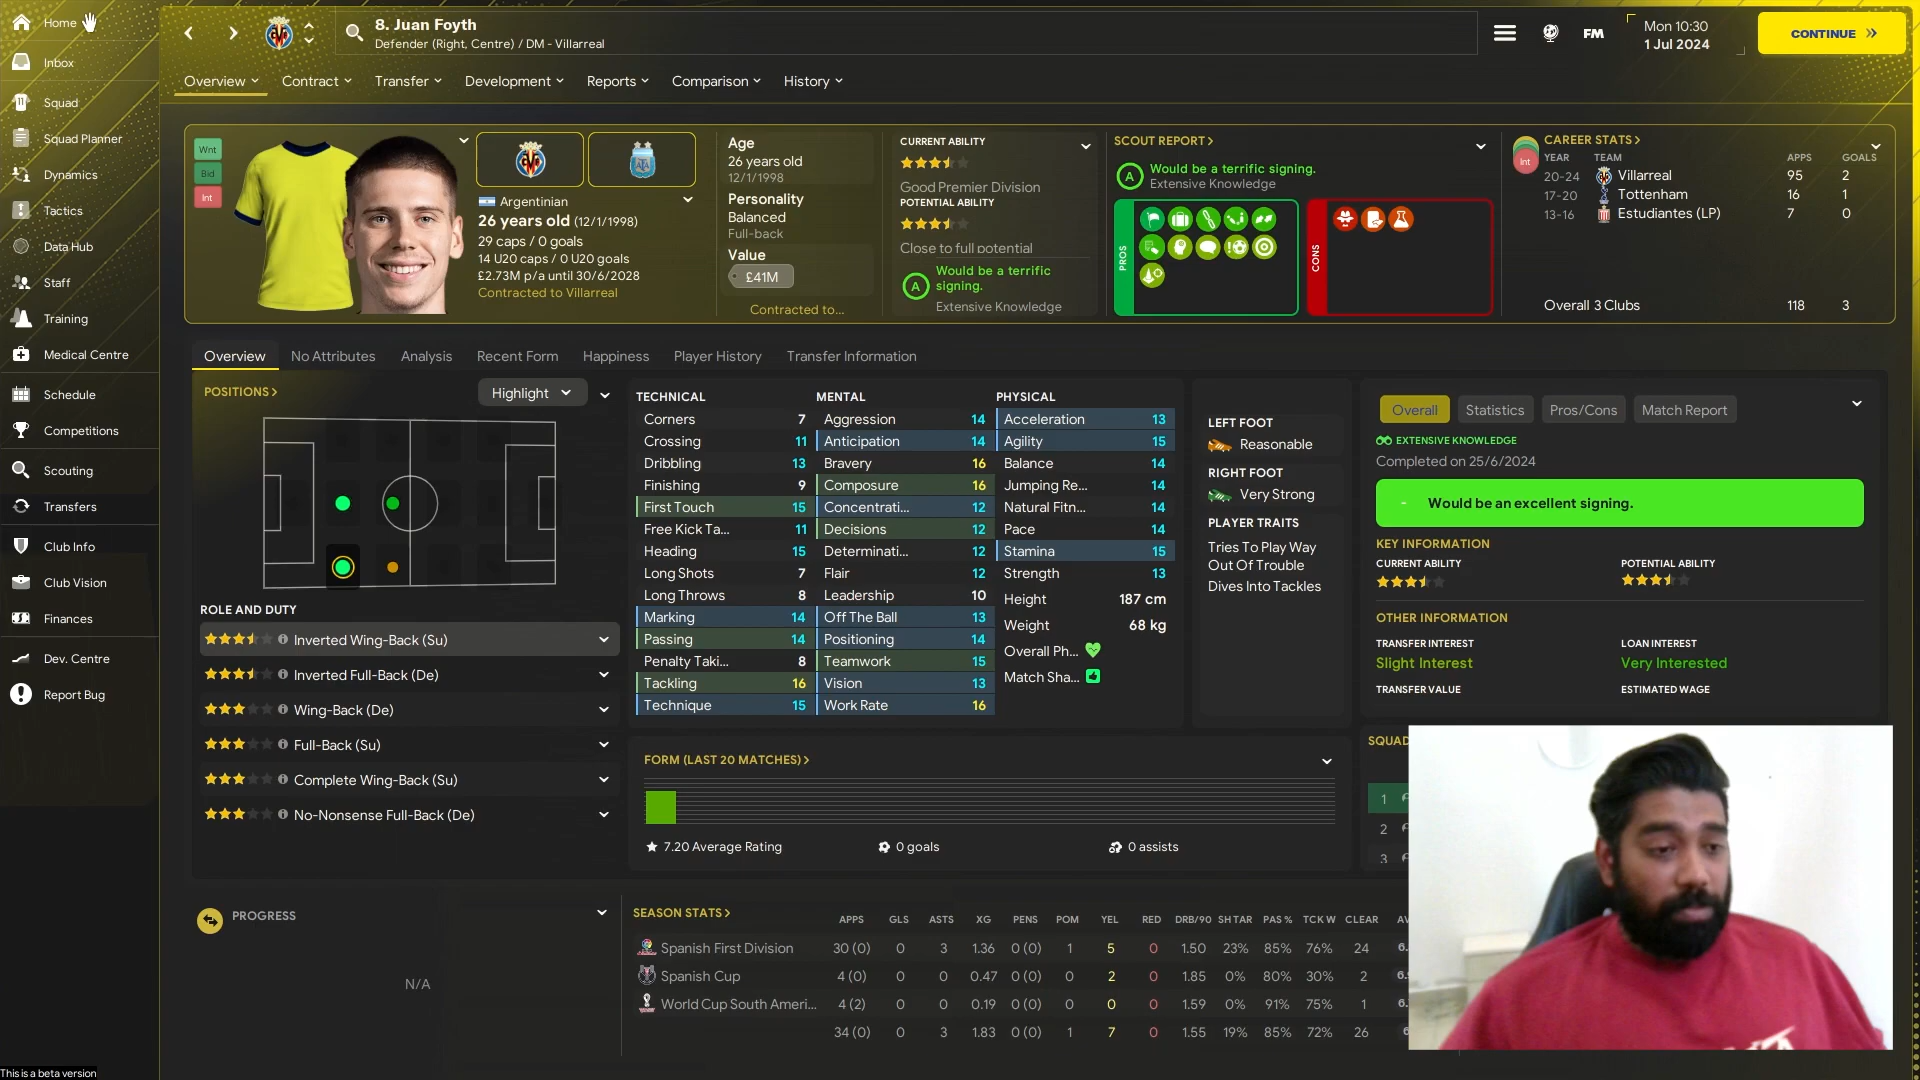 Home
Inbox
Squad
Squad Planner
Dynamics
Tactics
Data Hub
Staff
Training
Medical Centre
Schedule
Competitions
Scouting
Transfers
Club Info
Club Vision
Finances
Dev. Centre
Report Bug
This is a beta version
8. Juan Foyth
Defender (Right, Centre) / DM - Villarreal
FM
Mon 10:30
1 Jul 2024
CONTINUE
Overview Contract Transfer Development Reports Comparison History
Wnt
Bid
Int
Argentinian
26 years old (12/1/1998)
29 caps / 0 goals
14 U20 caps / 0 U20 goals
£2.73M p/a until 30/6/2028
Contracted to Villarreal
Age
26 years old
12/1/1998
Personality
Balanced
Full-back
Value
£41M
Contracted to...
CURRENT ABILITY
Good Premier Division
POTENTIAL ABILITY
Close to full potential
A Would be a terrific signing.
Extensive Knowledge
SCOUT REPORT >
A Would be a terrific signing.
Extensive Knowledge
PROS
CONS
Int
CAREER STATS >
YEAR TEAM APPS GOALS
20-24 Villarreal 95 2
17-20 Tottenham 16 1
13-16 Estudiantes (LP) 7 0
Overall 3 Clubs 118 3
Overview No Attributes Analysis Recent Form Happiness Player History Transfer Information
POSITIONS >
Highlight
ROLE AND DUTY
Inverted Wing-Back (Su)
Inverted Full-Back (De)
Wing-Back (De)
Full-Back (Su)
Complete Wing-Back (Su)
No-Nonsense Full-Back (De)
TECHNICAL
Corners 7
Crossing 11
Dribbling 13
Finishing 9
First Touch 15
Free Kick Ta... 11
Heading 15
Long Shots 7
Long Throws 8
Marking 14
Passing 14
Penalty Taki... 8
Tackling 16
Technique 15
MENTAL
Aggression 14
Anticipation 14
Bravery 16
Composure 16
Concentrati... 12
Decisions 12
Determinati... 12
Flair 12
Leadership 10
Off The Ball 13
Positioning 14
Teamwork 15
Vision 13
Work Rate 16
PHYSICAL
Acceleration 13
Agility 15
Balance 14
Jumping Re... 14
Natural Fitn... 14
Pace 14
Stamina 15
Strength 13
Height 187 cm
Weight 68 kg
Overall Ph...
Match Sha...
LEFT FOOT
Reasonable
RIGHT FOOT
Very Strong
PLAYER TRAITS
Tries To Play Way
Out Of Trouble
Dives Into Tackles
Overall Statistics Pros/Cons Match Report
EXTENSIVE KNOWLEDGE
Completed on 25/6/2024
- Would be an excellent signing.
KEY INFORMATION
CURRENT ABILITY POTENTIAL ABILITY
OTHER INFORMATION
TRANSFER INTEREST LOAN INTEREST
Slight Interest Very Interested
TRANSFER VALUE ESTIMATED WAGE
SQUAD
1
2
3
FORM (LAST 20 MATCHES) >
7.20 Average Rating 0 goals 0 assists
PROGRESS
N/A
SEASON STATS >
APPS GLS ASTS XG PENS POM YEL RED DRB/90 SH TAR PAS % TCK W CLEAR AV
Spanish First Division 30 (0) 0 3 1.36 0 (0) 1 5 0 1.50 23% 85% 76% 24 6.
Spanish Cup 4 (0) 0 0 0.47 0 (0) 0 2 0 1.85 0% 80% 30% 2 6.
World Cup South Ameri... 4 (2) 0 0 0.19 0 (0) 0 0 0 1.59 0% 91% 75% 1 6.
34 (0) 0 3 1.83 0 (0) 1 7 0 1.55 19% 85% 72% 26 6